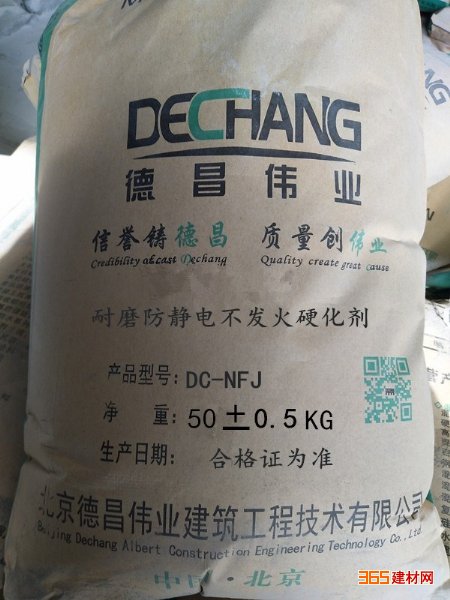 DECHANG
德昌伟业
信誉铸德昌 质量创伟业
Credibility of cast Dechang Quality create great cause
耐磨防静电不发火硬化剂
产品型号：DC-NFJ
净 重：50±0.5KG
生产日期： 合格证为准
北京德昌伟业建筑工程技术有限公司
Beijing Dechang Albert Construction Engineering Technology Co.,Ltd.
中国·北京
365建材网